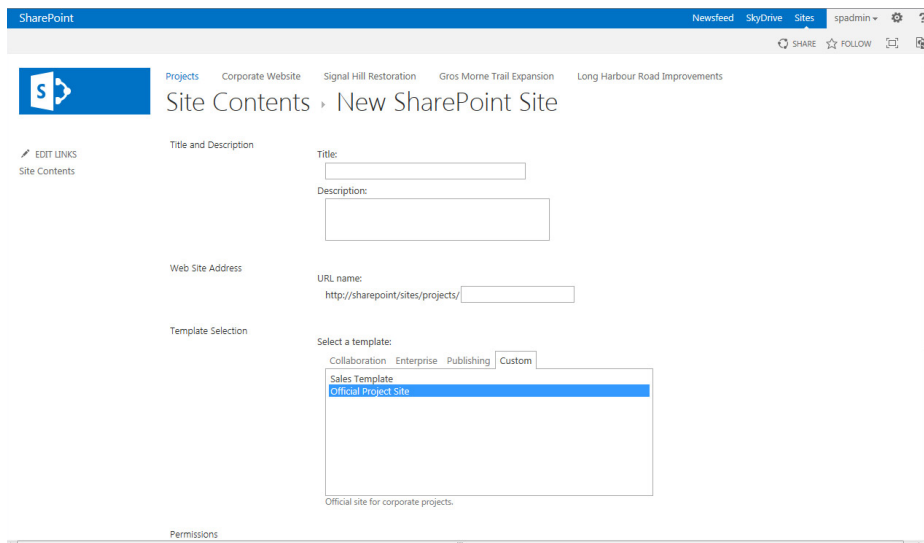 SharePoint
Newsfeed SkyDrive Sites spadmin ?
SHARE FOLLOW
S
Projects Corporate Website Signal Hill Restoration Gros Morne Trail Expansion Long Harbour Road Improvements
Site Contents New SharePoint Site
EDIT LINKS
Site Contents
Title and Description
Title:
Description:
Web Site Address
URL name:
http://sharepoint/sites/projects/
Template Selection
Select a template:
Collaboration Enterprise Publishing Custom
Sales Template
Official Project Site
Official site for corporate projects.
Permissions